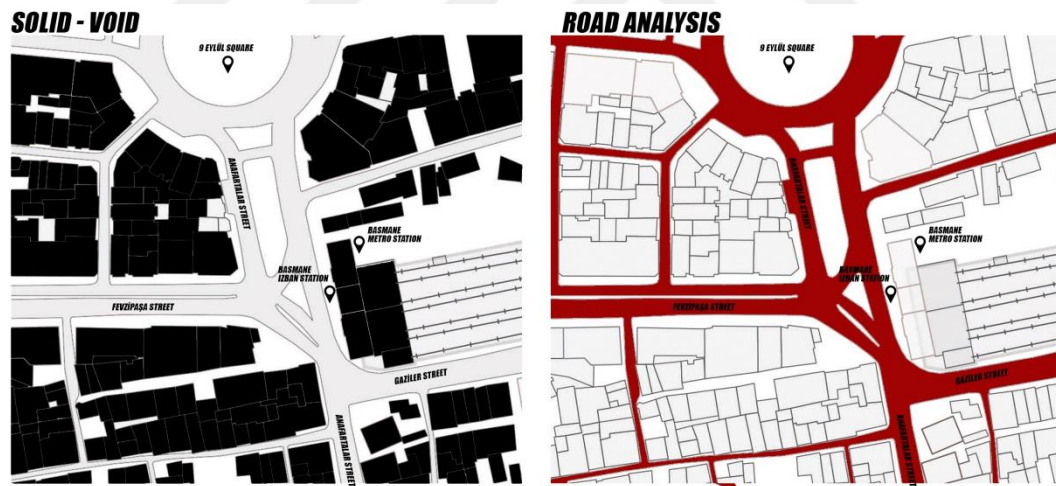 SOLID - VOID
9 EYLÜL SQUARE
ANAFARTALAR STREET
BASMANE
METRO STATION
BASMANE
İZBAN STATION
FEVZİPAŞA STREET
GAZİLER STREET
ANAFARTALAR STREET
ROAD ANALYSIS
9 EYLÜL SQUARE
ANAFARTALAR STREET
BASMANE
METRO STATION
BASMANE
İZBAN STATION
FEVZİPAŞA STREET
GAZİLER STREET
ANAFARTALAR STREET